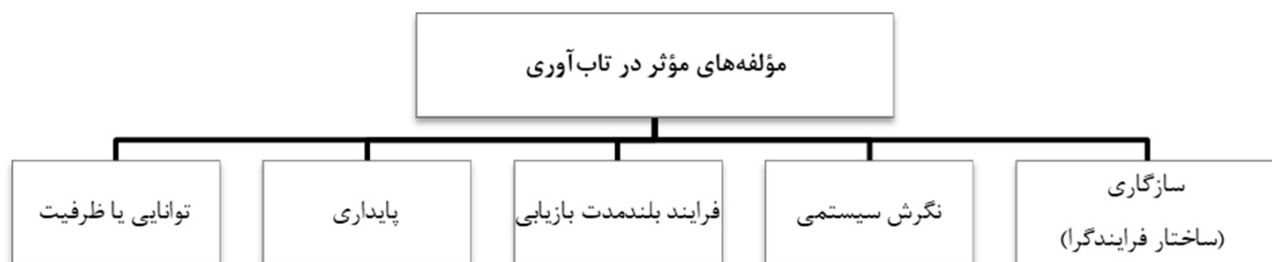 مؤلفه‌های مؤثر در تاب‌آوری
سازگاری
(ساختار فرایندگرا)
نگرش سیستمی
فرایند بلندمدت بازیابی
پایداری
توانایی یا ظرفیت